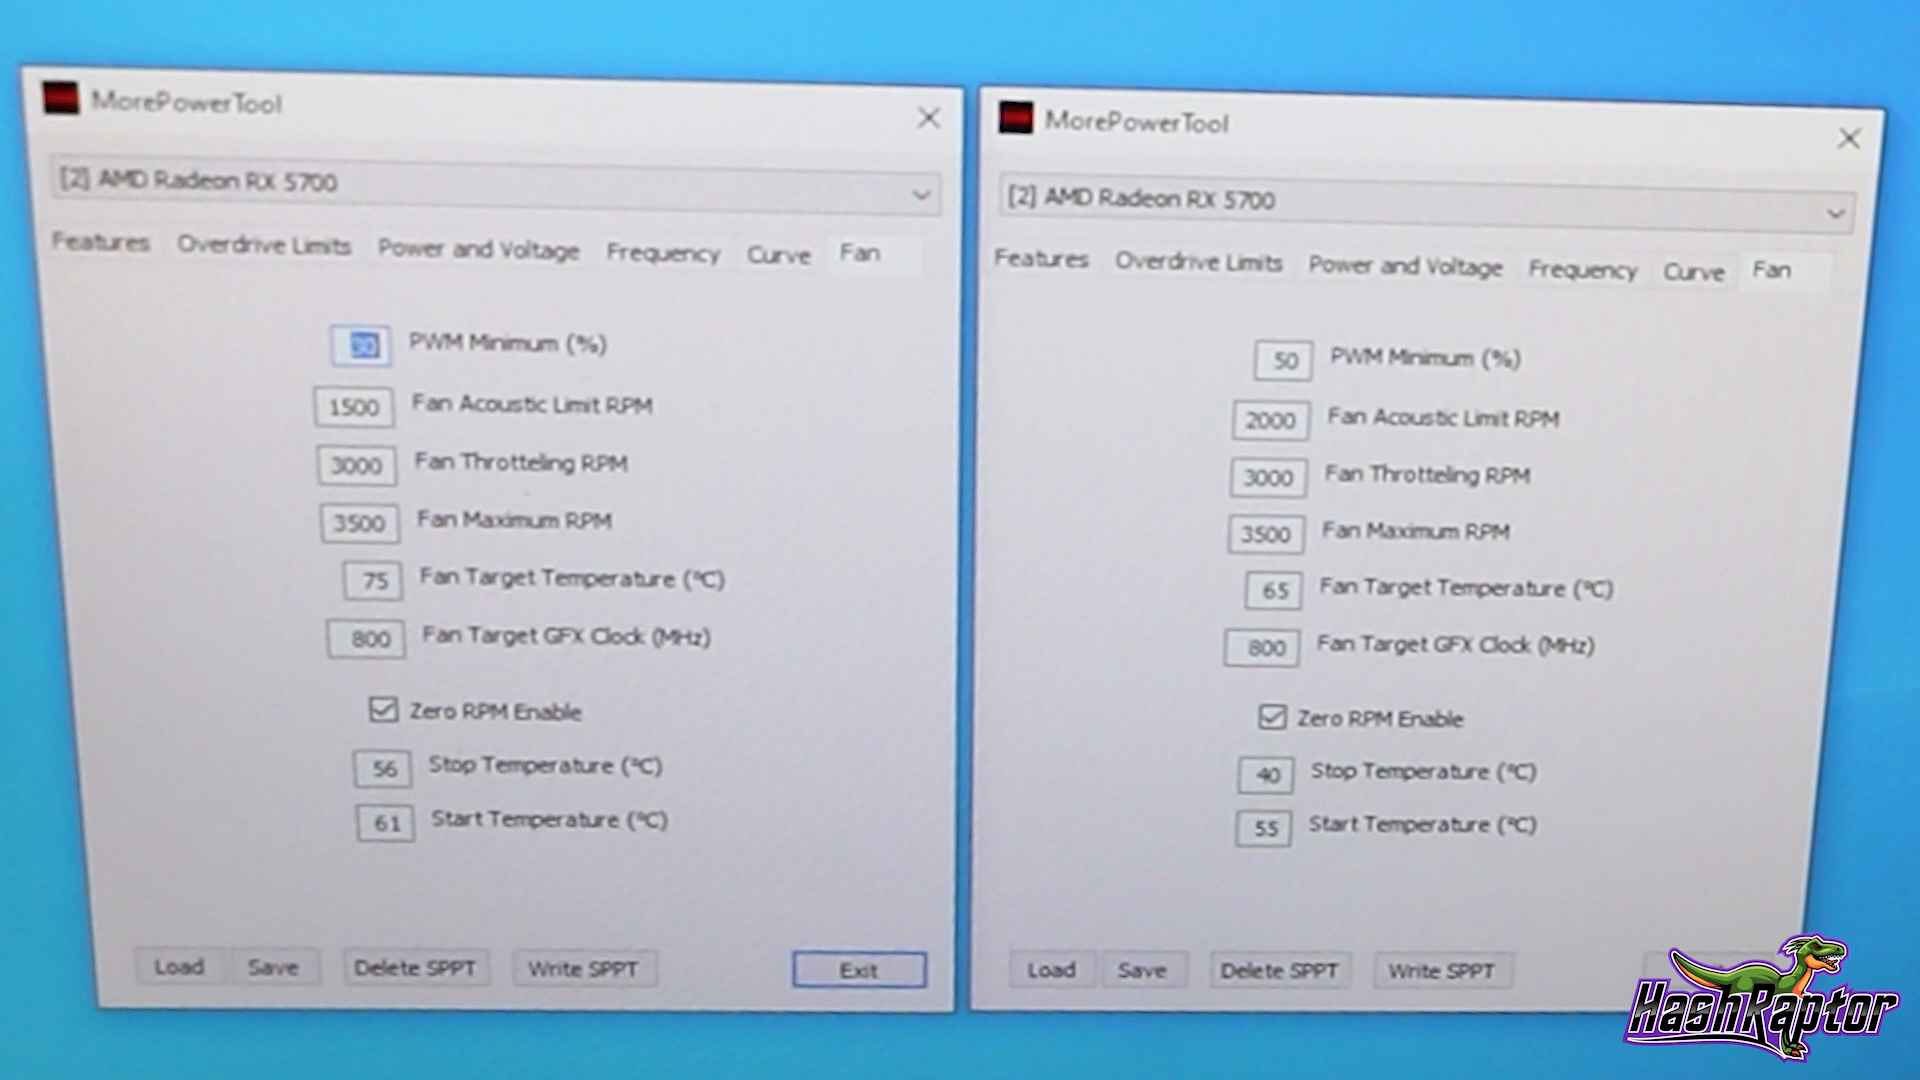 MorePowerTool
[2] AMD Radeon RX 5700
Features Overdrive Limits Power and Voltage Frequency Curve Fan
30 PWM Minimum (%)
1500 Fan Acoustic Limit RPM
3000 Fan Throtteling RPM
3500 Fan Maximum RPM
75 Fan Target Temperature (°C)
800 Fan Target GFX Clock (MHz)
Zero RPM Enable
56 Stop Temperature (°C)
61 Start Temperature (°C)
Load Save Delete SPPT Write SPPT Exit
MorePowerTool
[2] AMD Radeon RX 5700
Features Overdrive Limits Power and Voltage Frequency Curve Fan
50 PWM Minimum (%)
2000 Fan Acoustic Limit RPM
3000 Fan Throtteling RPM
3500 Fan Maximum RPM
65 Fan Target Temperature (°C)
800 Fan Target GFX Clock (MHz)
Zero RPM Enable
40 Stop Temperature (°C)
55 Start Temperature (°C)
Load Save Delete SPPT Write SPPT
HashRaptor